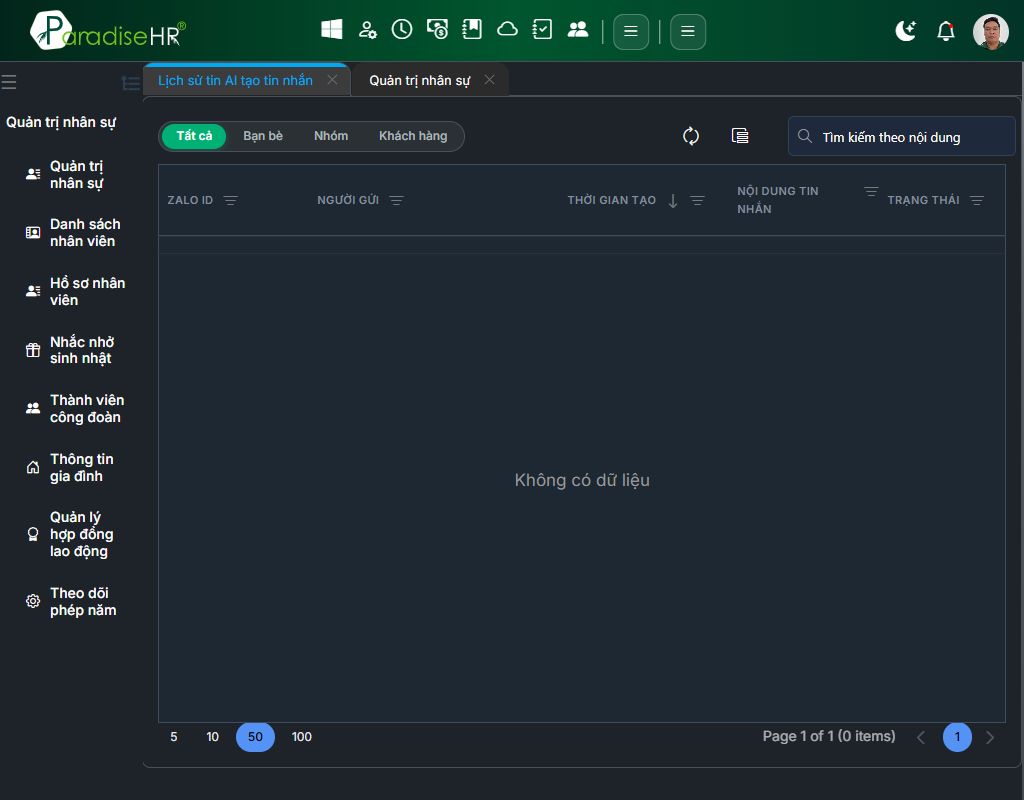 ParadiseHR®
Lịch sử tin AI tạo tin nhắn
Quản trị nhân sự
Quản trị nhân sự
Quản trị
nhân sự
Danh sách
nhân viên
Hồ sơ nhân
viên
Nhắc nhở
sinh nhật
Thành viên
công đoàn
Thông tin
gia đình
Quản lý
hợp đồng
lao động
Theo dõi
phép năm
Tất cả
Bạn bè
Nhóm
Khách hàng
Tìm kiếm theo nội dung
ZALO ID
NGƯỜI GỬI
THỜI GIAN TẠO
NỘI DUNG TIN
NHẮN
TRẠNG THÁI
Không có dữ liệu
5 10 50 100
Page 1 of 1 (0 items)
1